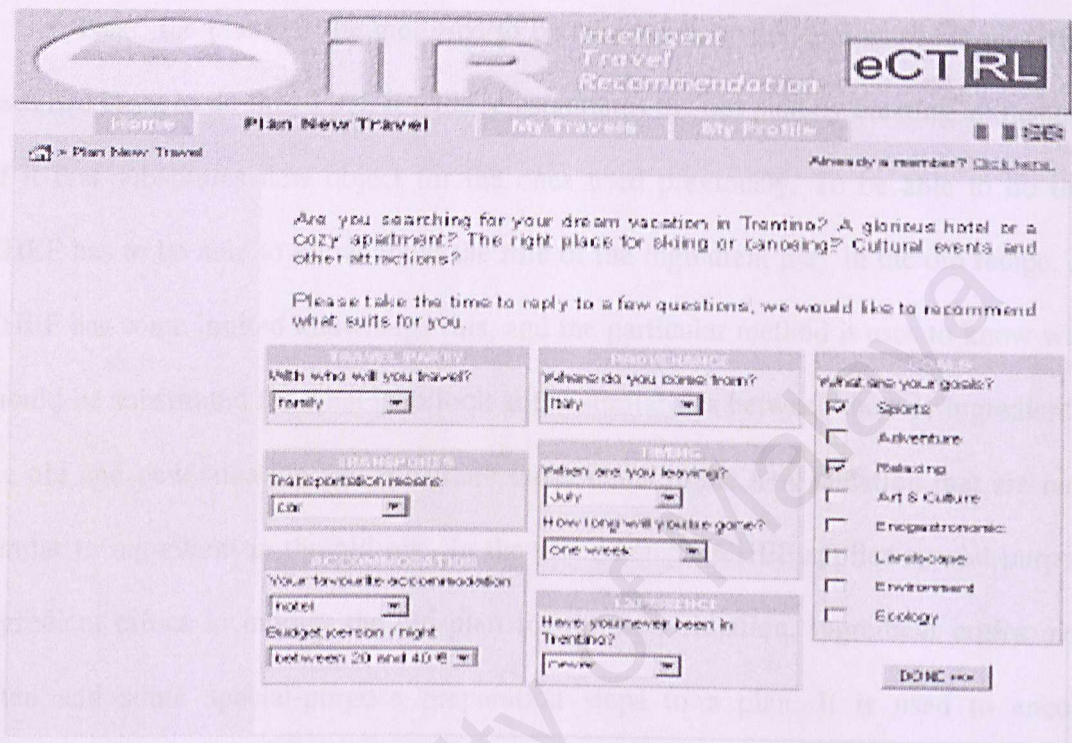 eiTR
Intelligent
Travel
Recommendation
eCTRL
Home Plan New Travel My Travels My Profile
> Plan New Travel
Already a member? Click here.
Are you searching for your dream vacation in Trentino? A glorious hotel or a
cozy apartment? The right place for skiing or canoeing? Cultural events and
other attractions?
Please take the time to reply to a few questions, we would like to recommend
what suits for you.
TRAVEL PARTY
With who will you travel?
family
TRANSPORTS
Transportation means:
car
ACCOMMODATION
Your favourite accommodation
hotel
Budget person / night
between 20 and 40 €
PROVENANCE
Where do you come from?
Italy
TIMING
When are you leaving?
July
How long will you be gone?
one week
EXPERIENCE
Have you never been in
Trentino?
never
GOALS
What are your goals?
Sports
Adventure
Relaxing
Art & Culture
Enogastronomic
Landscape
Environment
Ecology
DONE >>>
of Malaya